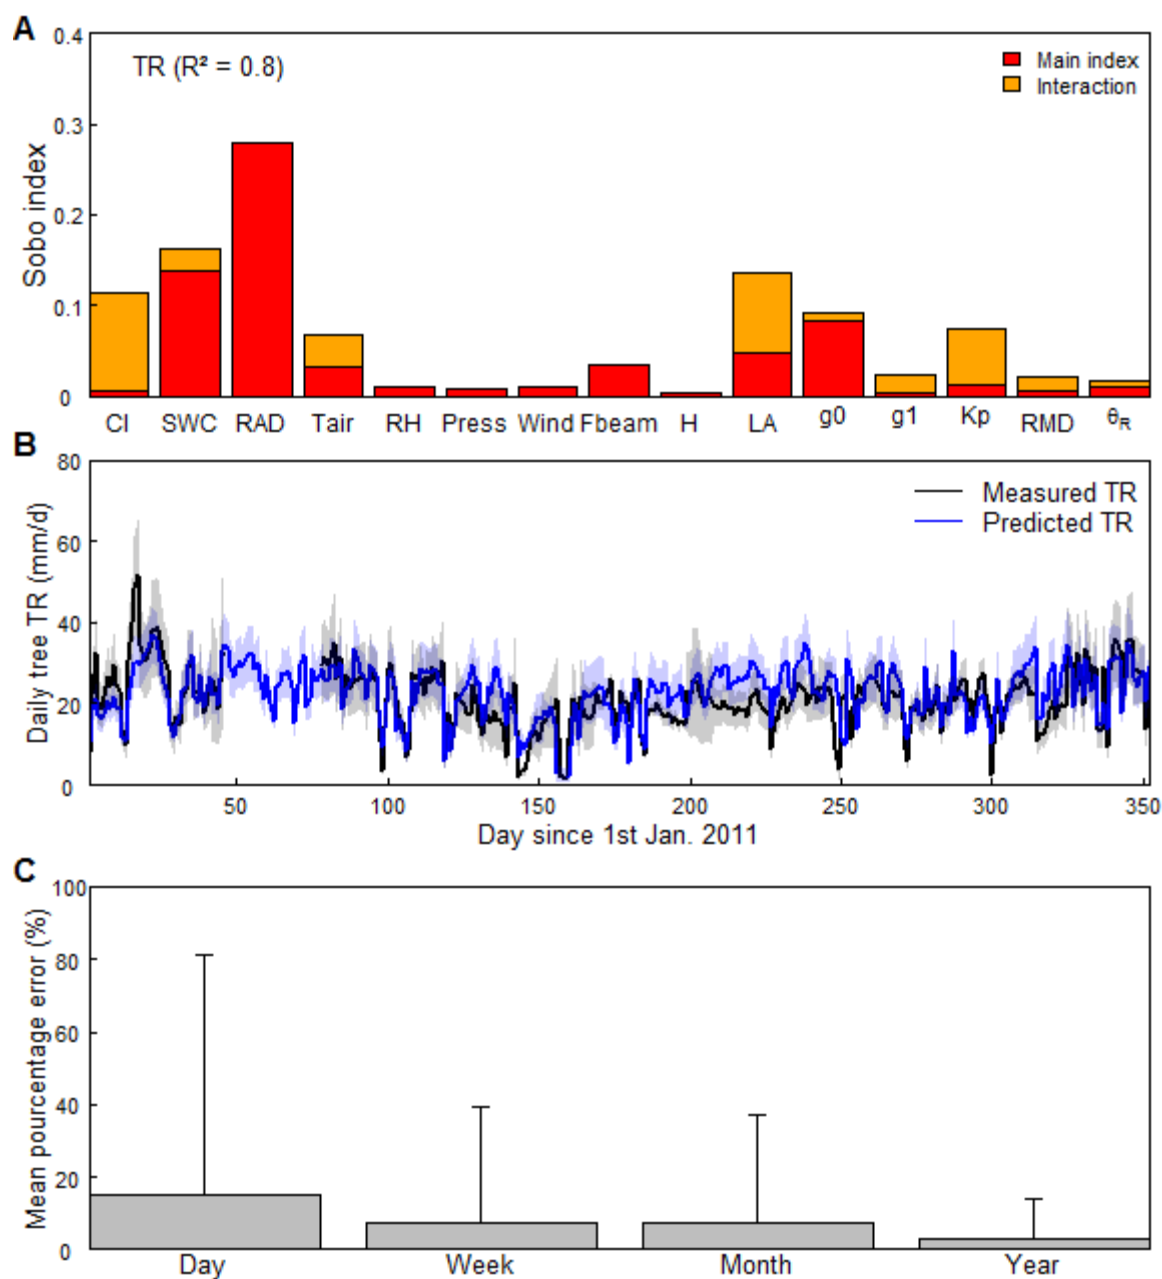 A
0.4
0.3
0.2
0.1
0
Sobo index
TR (R² = 0.8)
Main index
Interaction
CI SWC RAD Tair RH Press Wind Fbeam H LA g0 g1 Kp RMD θR
B
80
60
40
20
0
Daily tree TR (mm/d)
Measured TR
Predicted TR
50 100 150 200 250 300 350
Day since 1st Jan. 2011
C
100
80
60
40
20
0
Mean pourcentage error (%)
Day Week Month Year